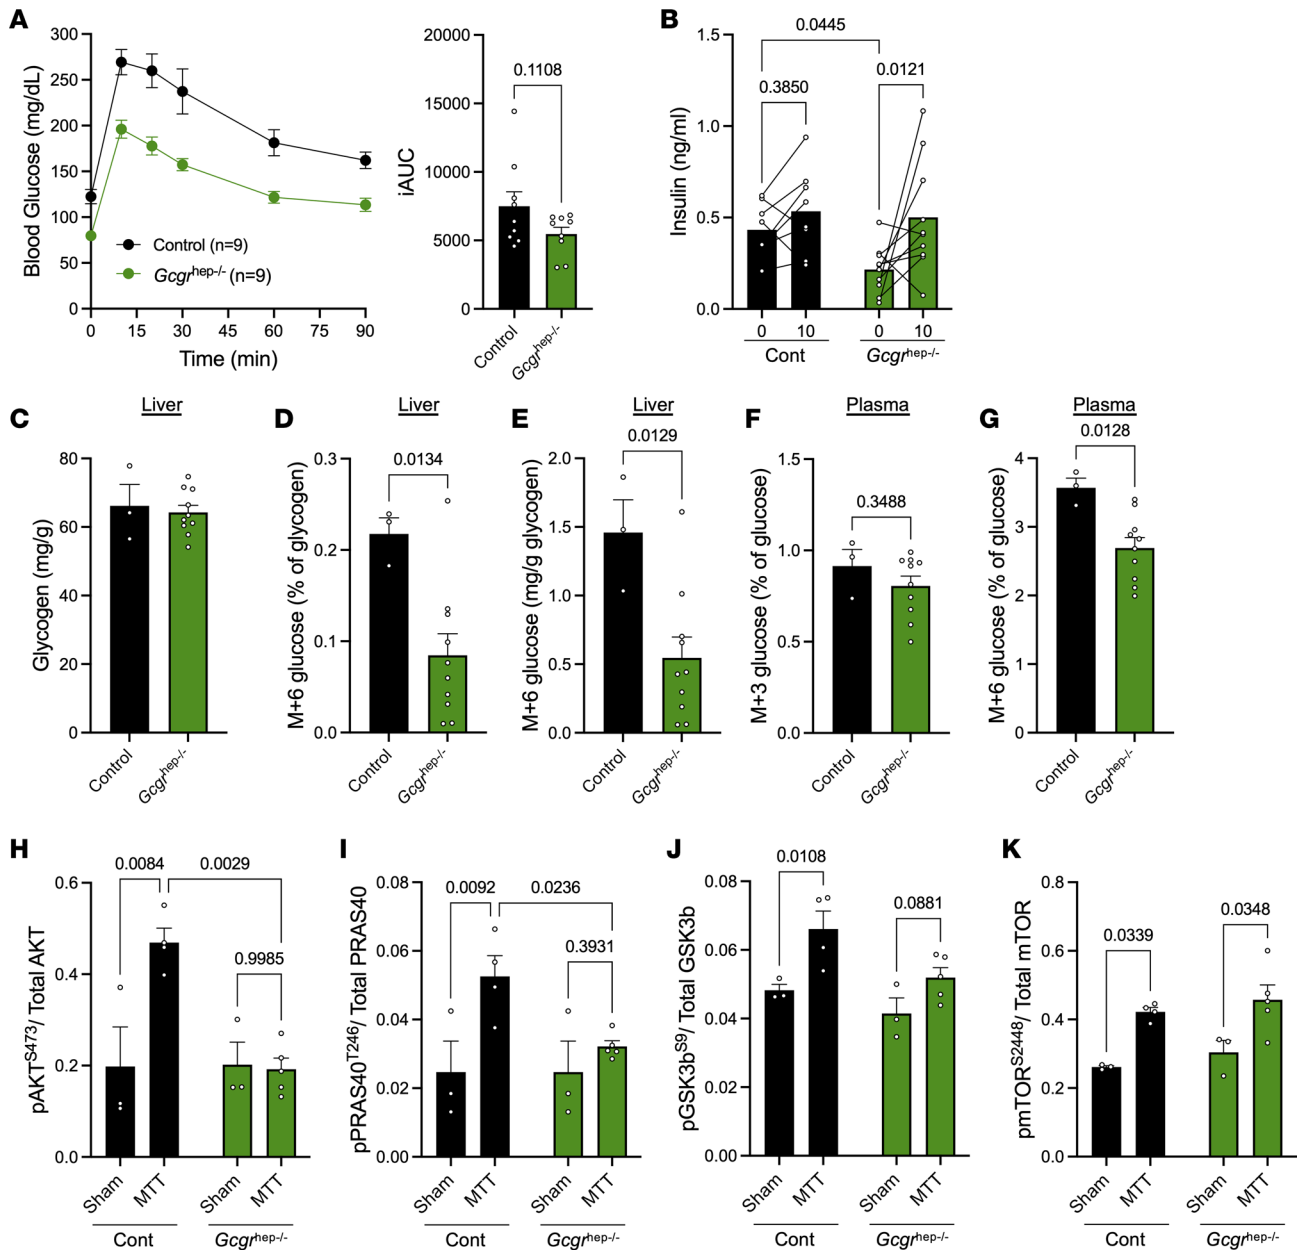 A
Blood Glucose (mg/dL)
300
250
200
150
100
50
0
0 15 30 45 60 75 90
Time (min)
Control (n=9)
Gcgrhep-/- (n=9)
iAUC
20000
15000
10000
5000
0
0.1108
Control
Gcgrhep-/-
B
Insulin (ng/ml)
1.5
1.0
0.5
0.0
0.0445
0.3850
0.0121
0 10 0 10
Cont Gcgrhep-/-
C
Liver
Glycogen (mg/g)
80
60
40
20
0
Control
Gcgrhep-/-
D
Liver
M+6 glucose (% of glycogen)
0.3
0.2
0.1
0.0
0.0134
Control
Gcgrhep-/-
E
Liver
M+6 glucose (mg/g glycogen)
2.0
1.5
1.0
0.5
0.0
0.0129
Control
Gcgrhep-/-
F
Plasma
M+3 glucose (% of glucose)
1.5
1.0
0.5
0.0
0.3488
Control
Gcgrhep-/-
G
Plasma
M+6 glucose (% of glucose)
4
3
2
1
0
0.0128
Control
Gcgrhep-/-
H
pAKTS473/ Total AKT
0.6
0.4
0.2
0.0
0.0084
0.0029
0.9985
Sham MTT Sham MTT
Cont Gcgrhep-/-
I
pPRAS40T246/ Total PRAS40
0.08
0.06
0.04
0.02
0.00
0.0092
0.0236
0.3931
Sham MTT Sham MTT
Cont Gcgrhep-/-
J
pGSK3bS9/ Total GSK3b
0.08
0.06
0.04
0.02
0.00
0.0108
0.0881
Sham MTT Sham MTT
Cont Gcgrhep-/-
K
pmTORS2448/ Total mTOR
0.8
0.6
0.4
0.2
0.0
0.0339
0.0348
Sham MTT Sham MTT
Cont Gcgrhep-/-